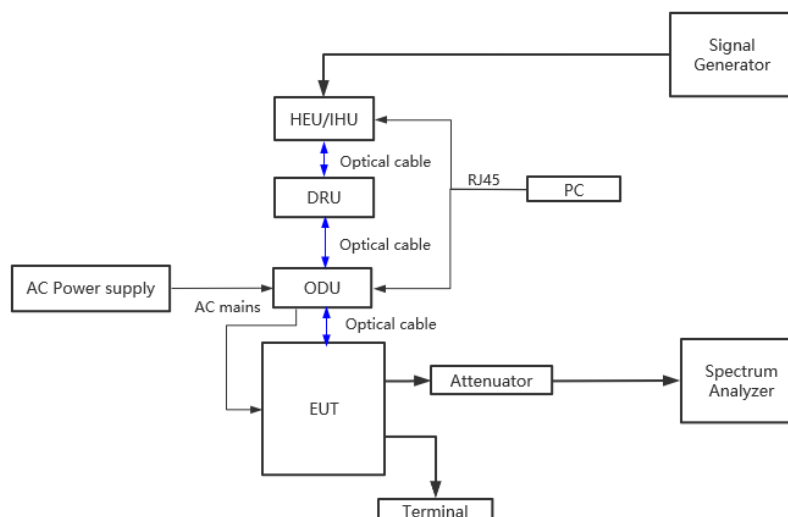 Signal
Generator
HEU/IHU
Optical cable
RJ45
PC
DRU
Optical cable
AC Power supply
ODU
AC mains
Optical cable
EUT
Attenuator
Spectrum
Analyzer
Terminal